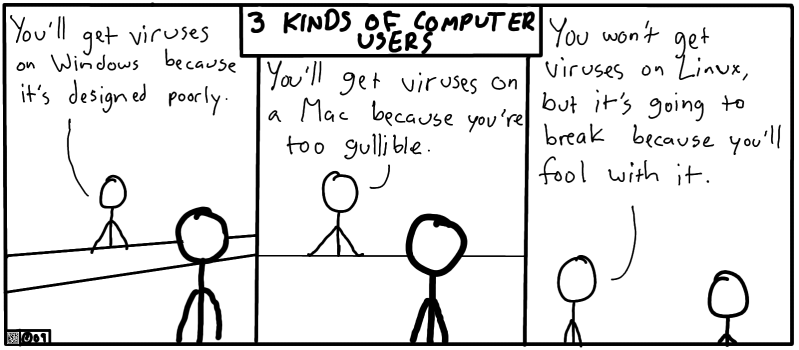 3 KINDS OF COMPUTER
USERS
You'll get viruses
on Windows because
it's designed poorly.
You'll get viruses on
a Mac because you're
too gullible.
You won't get
viruses on Linux,
but it's going to
break because you'll
fool with it.